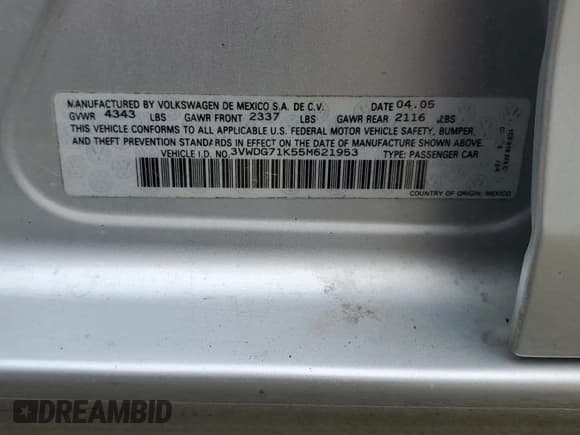 MANUFACTURED BY VOLKSWAGEN DE MEXICO S.A. DE C.V. DATE 04.05
GVWR 4343 LBS GAWR FRONT 2337 LBS GAWR REAR 2116 LBS
THIS VEHICLE CONFORMS TO ALL APPLICABLE U.S. FEDERAL MOTOR VEHICLE SAFETY, BUMPER,
AND THEFT PREVENTION STANDARDS IN EFFECT ON THE DATE OF MANUFACTURE SHOWN ABOVE.
VEHICLE I.D. NO. 3VWDG71K55M621953 TYPE: PASSENGER CAR
COUNTRY OF ORIGIN: MEXICO
DREAMBID